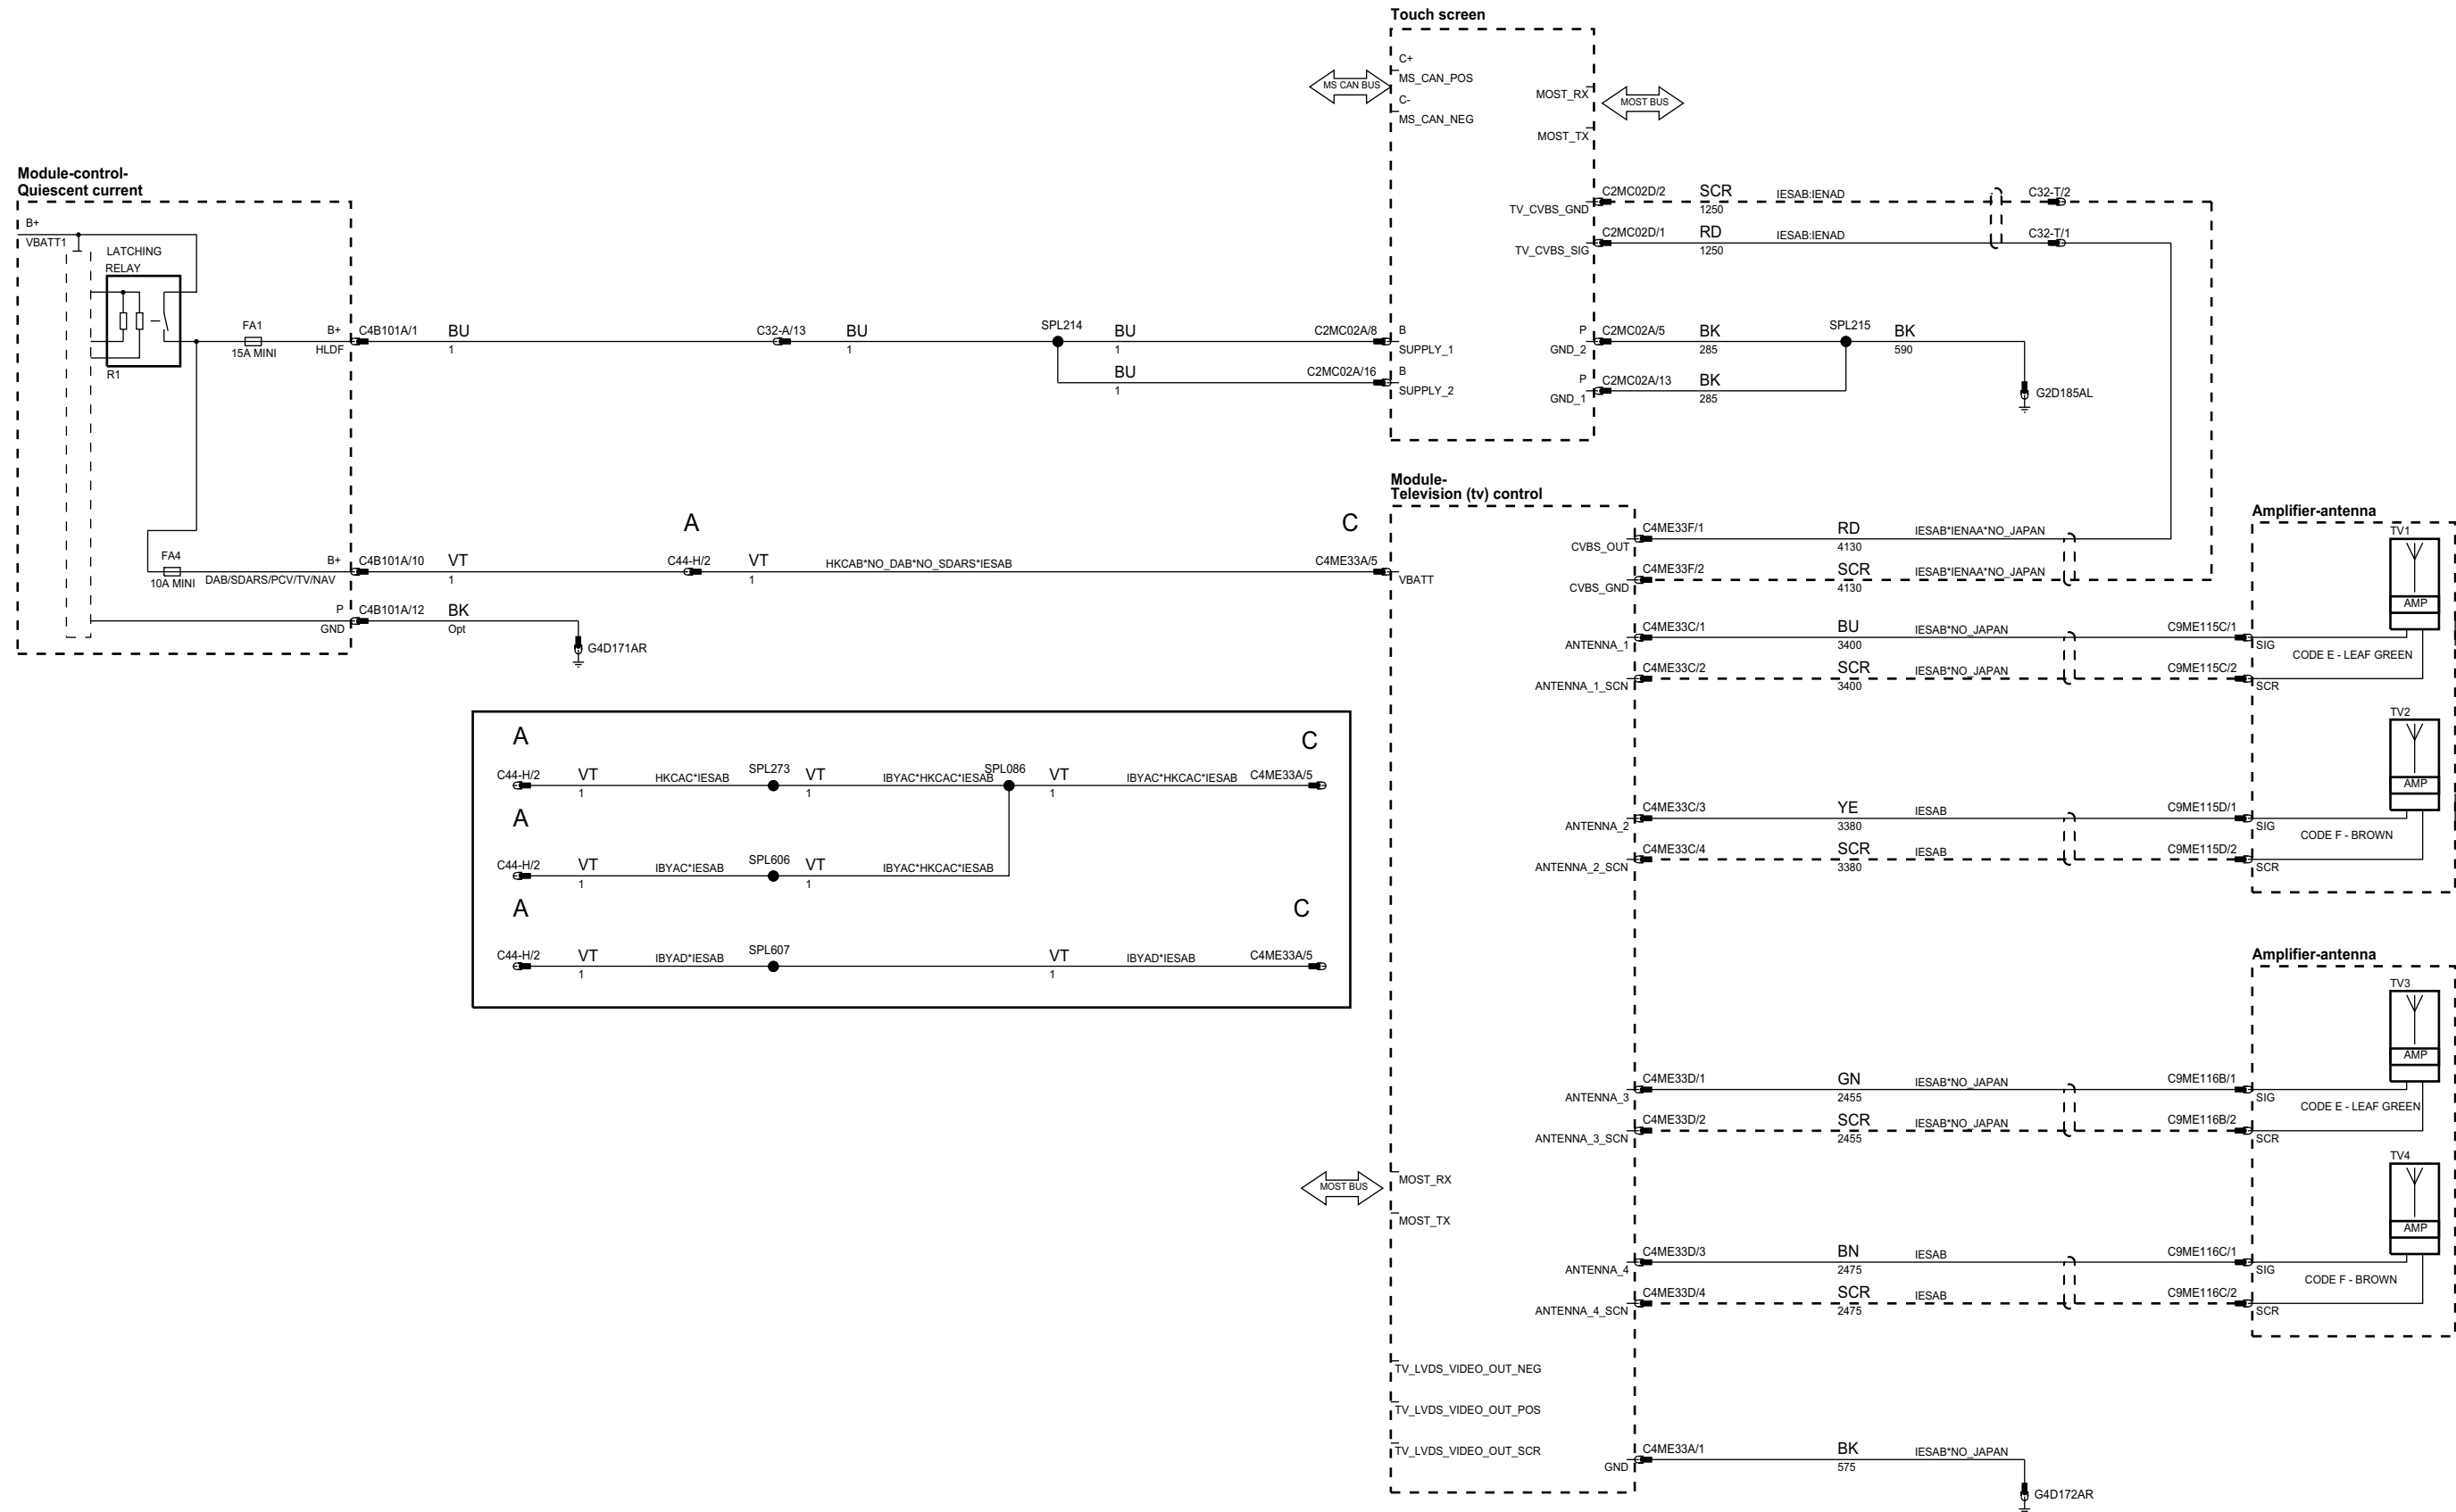 Touch screen
C+
MS_CAN_POS
C-
MS_CAN_NEG
MS CAN BUS
MOST_RX
MOST_TX
MOST BUS
TV_CVBS_GND
C2MC02D/2
SCR
1250
IESAB:IENAD
C32-T/2
TV_CVBS_SIG
C2MC02D/1
RD
1250
IESAB:IENAD
C32-T/1
Module-control-
Quiescent current
B+
VBATT1
LATCHING
RELAY
R1
FA1
15A MINI
B+
HLDF
C4B101A/1
BU
1
C32-A/13
BU
1
SPL214
BU
1
C2MC02A/8
B
SUPPLY_1
BU
1
C2MC02A/16
B
SUPPLY_2
P
GND_2
C2MC02A/5
BK
285
SPL215
BK
590
P
GND_1
C2MC02A/13
BK
285
G2D185AL
FA4
10A MINI
DAB/SDARS/PCV/TV/NAV
B+
C4B101A/10
VT
1
A
C44-H/2
VT
1
HKCAB*NO_DAB*NO_SDARS*IESAB
C
C4ME33A/5
VBATT
P
GND
C4B101A/12
BK
Opt
G4D171AR
Module-
Television (tv) control
CVBS_OUT
C4ME33F/1
RD
4130
IESAB*IENAA*NO_JAPAN
CVBS_GND
C4ME33F/2
SCR
4130
IESAB*IENAA*NO_JAPAN
ANTENNA_1
C4ME33C/1
BU
3400
IESAB*NO_JAPAN
C9ME115C/1
SIG
ANTENNA_1_SCN
C4ME33C/2
SCR
3400
IESAB*NO_JAPAN
C9ME115C/2
SCR
Amplifier-antenna
TV1
AMP
CODE E - LEAF GREEN
TV2
AMP
CODE F - BROWN
ANTENNA_2
C4ME33C/3
YE
3380
IESAB
C9ME115D/1
SIG
ANTENNA_2_SCN
C4ME33C/4
SCR
3380
IESAB
C9ME115D/2
SCR
A
C
C44-H/2
VT
1
HKCAC*IESAB
SPL273
VT
1
IBYAC*HKCAC*IESAB
SPL086
VT
1
IBYAC*HKCAC*IESAB
C4ME33A/5
A
C44-H/2
VT
1
IBYAC*IESAB
SPL606
VT
1
IBYAC*HKCAC*IESAB
A
C
C44-H/2
VT
1
IBYAD*IESAB
SPL607
VT
1
IBYAD*IESAB
C4ME33A/5
Amplifier-antenna
TV3
AMP
CODE E - LEAF GREEN
ANTENNA_3
C4ME33D/1
GN
2455
IESAB*NO_JAPAN
C9ME116B/1
SIG
ANTENNA_3_SCN
C4ME33D/2
SCR
2455
IESAB*NO_JAPAN
C9ME116B/2
SCR
MOST BUS
MOST_RX
MOST_TX
TV4
AMP
CODE F - BROWN
ANTENNA_4
C4ME33D/3
BN
2475
IESAB
C9ME116C/1
SIG
ANTENNA_4_SCN
C4ME33D/4
SCR
2475
IESAB
C9ME116C/2
SCR
TV_LVDS_VIDEO_OUT_NEG
TV_LVDS_VIDEO_OUT_POS
TV_LVDS_VIDEO_OUT_SCR
GND
C4ME33A/1
BK
575
IESAB*NO_JAPAN
G4D172AR